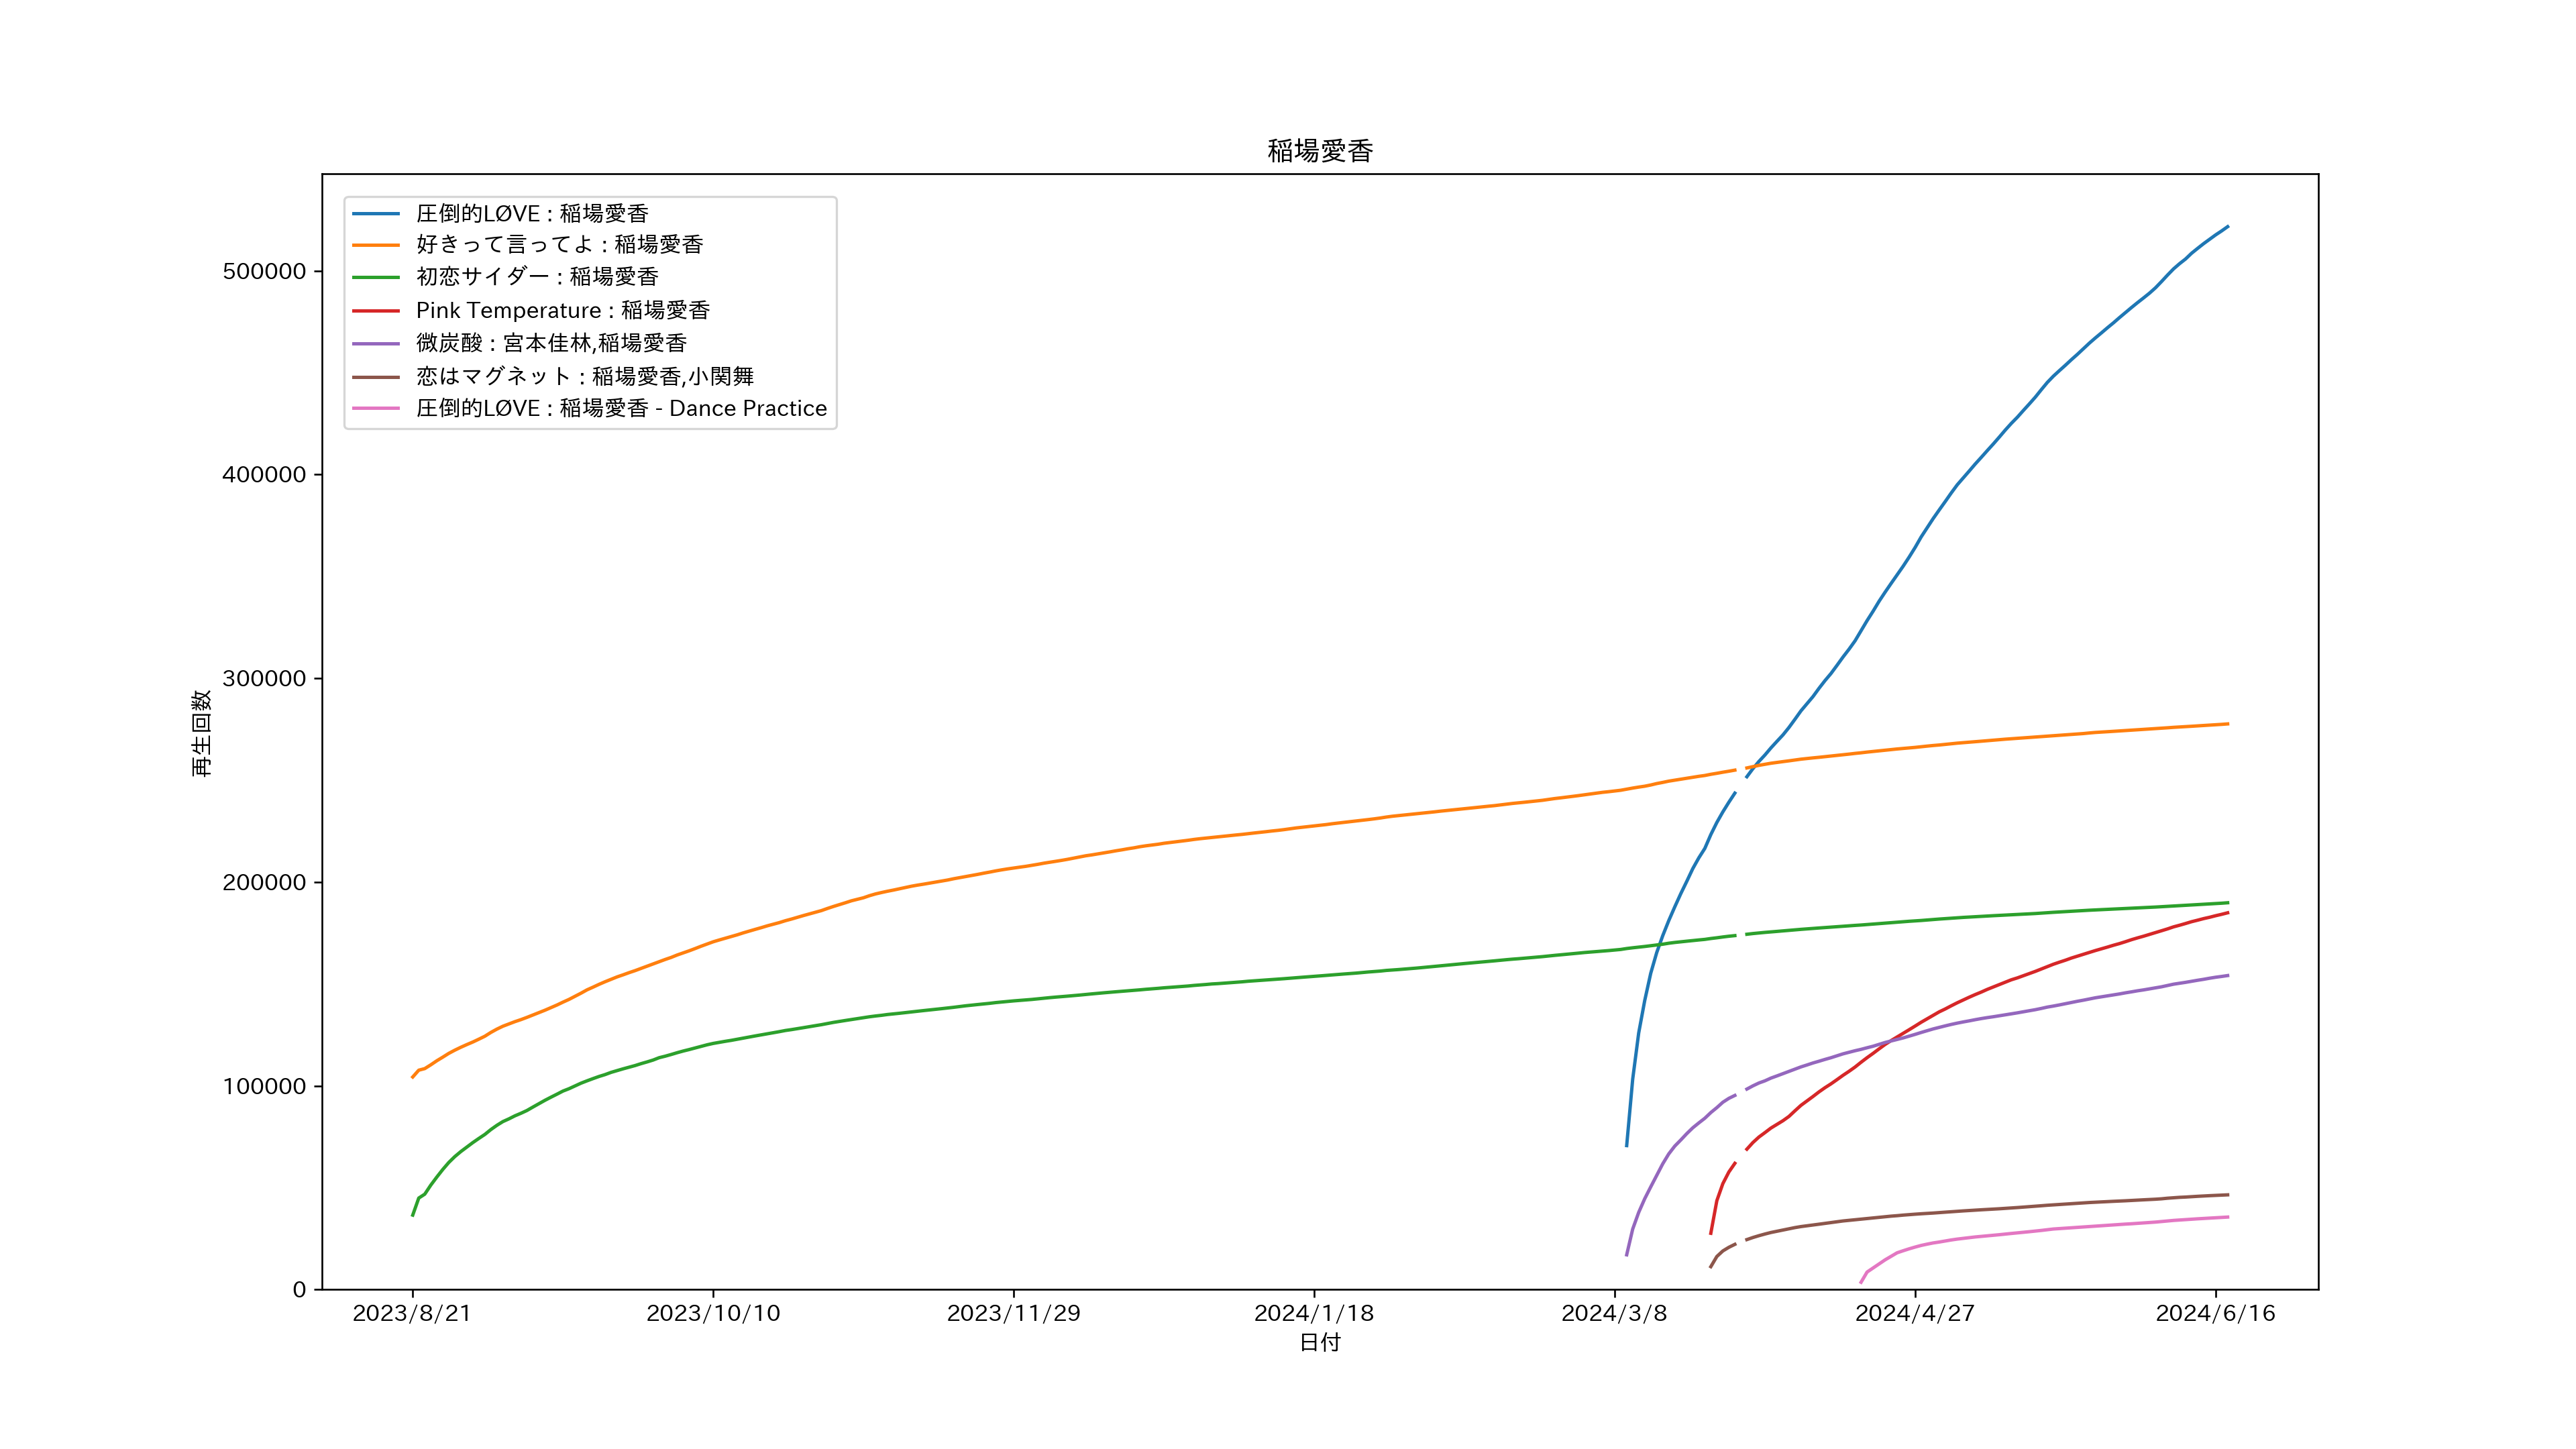 稲場愛香
圧倒的LØVE : 稲場愛香
好きって言ってよ : 稲場愛香
初恋サイダー : 稲場愛香
Pink Temperature : 稲場愛香
微炭酸 : 宮本佳林,稲場愛香
恋はマグネット : 稲場愛香,小関舞
圧倒的LØVE : 稲場愛香 - Dance Practice
500000
400000
300000
200000
100000
0
再生回数
2023/8/21
2023/10/10
2023/11/29
2024/1/18
2024/3/8
2024/4/27
2024/6/16
日付